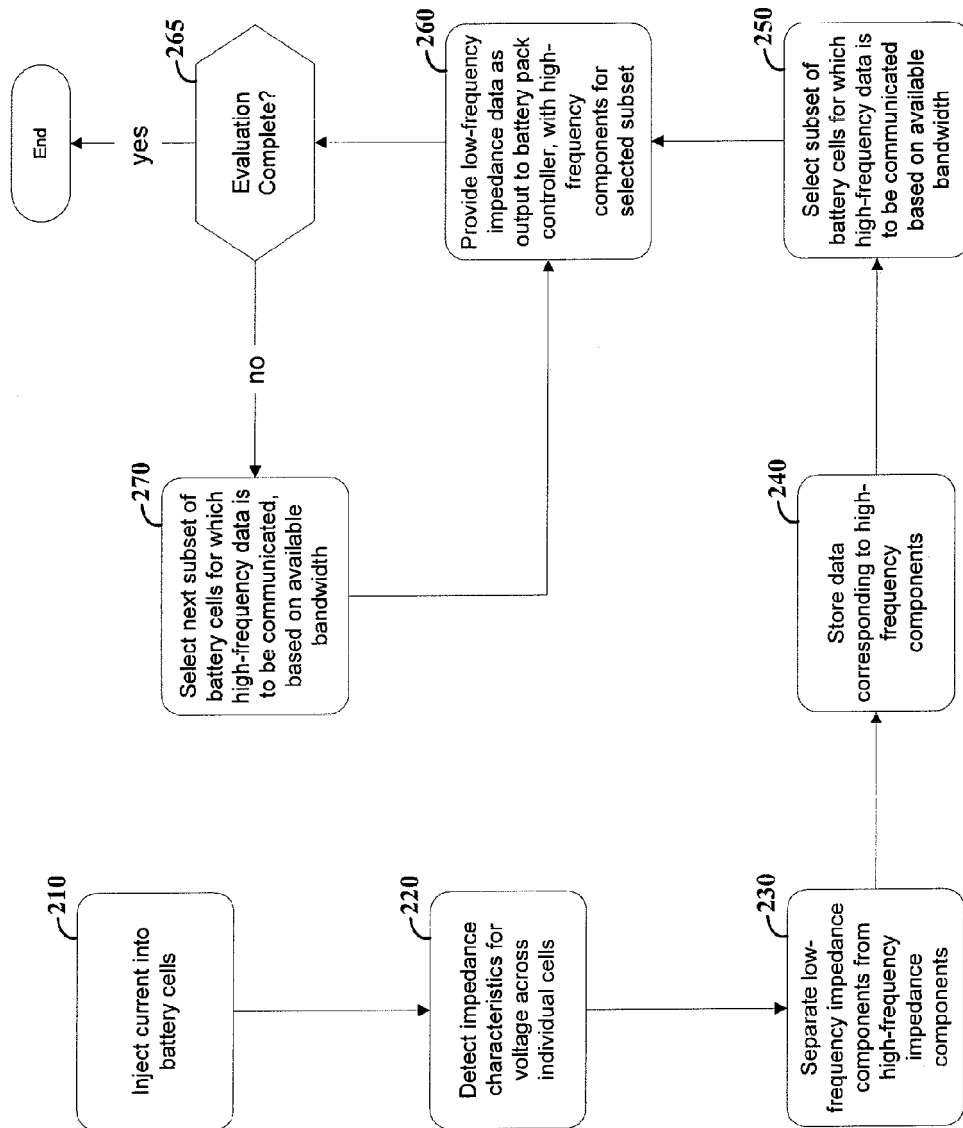 210
Inject current into
battery cells
220
Detect impedance
characteristics for
voltage across
individual cells
230
Separate low-
frequency impedance
components from
high-frequency
impedance
components
240
Store data
corresponding to high-
frequency
components
250
Select subset of
battery cells for which
high-frequency data is
to be communicated
based on available
bandwidth
260
Provide low-frequency
impedance data as
output to battery pack
controller, with high-
frequency
components for
selected subset
265
Evaluation
Complete?
yes
End
no
270
Select next subset of
battery cells for which
high-frequency data is
to be communicated,
based on available
bandwidth